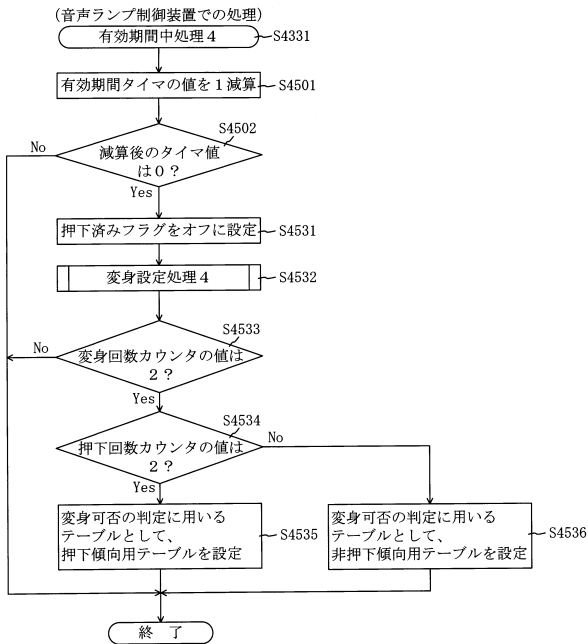 (音声ランプ制御装置での処理)
有効期間中処理4
S4331
有効期間タイマの値を1減算
S4501
S4502
減算後のタイマ値
は0?
No
Yes
押下済みフラグをオフに設定
S4531
変身設定処理4
S4532
S4533
変身回数カウンタの値は
2?
No
Yes
S4534
押下回数カウンタの値は
2?
No
Yes
変身可否の判定に用いる
テーブルとして、
押下傾向用テーブルを設定
S4535
変身可否の判定に用いる
テーブルとして、
非押下傾向用テーブルを設定
S4536
終 了